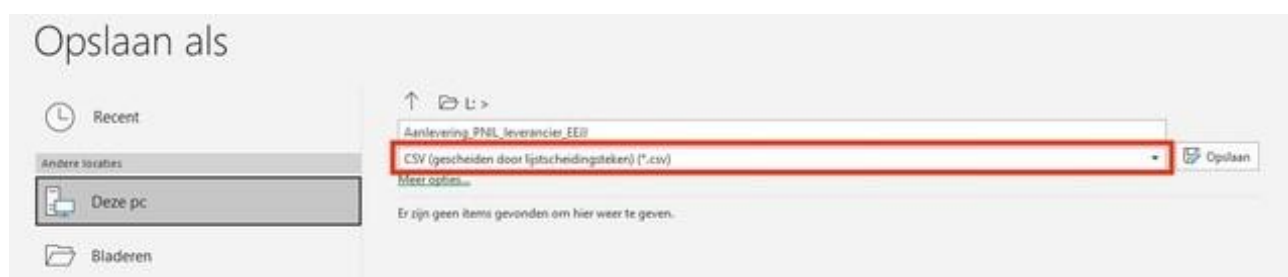 Opslaan als
Recent
Andere locaties
Deze pc
Bladeren
L: >
Aanlevering_PNIL_leverancier_EEJJ
CSV (gescheiden door lijstscheidingsteken) (*.csv)
Opslaan
Meer opties...
Er zijn geen items gevonden om hier weer te geven.